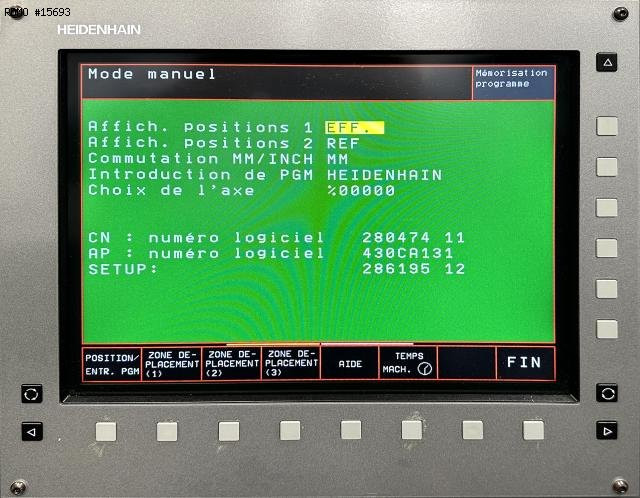 HEIDENHAIN
Mode manuel
Mémorisation
programme
Affich. positions 1 EFF.
Affich. positions 2 REF
Commutation MM/INCH MM
Introduction de PGM HEIDENHAIN
Choix de l'axe %00000
CN : numéro logiciel 280474 11
AP : numéro logiciel 430CA131
SETUP: 286195 12
POSITION/
ENTR. PGM
ZONE DE-
PLACEMENT
(1)
ZONE DE-
PLACEMENT
(2)
ZONE DE-
PLACEMENT
(3)
AIDE
TEMPS
MACH.
FIN